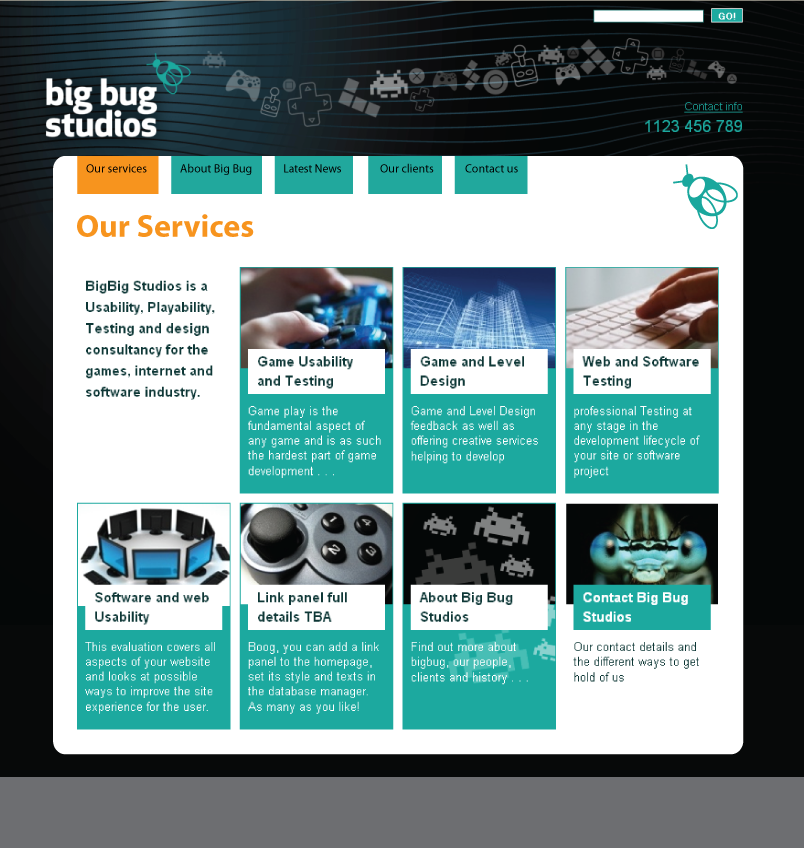 GO!
big bug
studios
Contact info
1123 456 789
Our services
About Big Bug
Latest News
Our clients
Contact us
Our Services
BigBig Studios is a
Usability, Playability,
Testing and design
consultancy for the
games, internet and
software industry.
Game Usability
and Testing
Game play is the
fundamental aspect of
any game and is as such
the hardest part of game
development . . .
Game and Level
Design
Game and Level Design
feedback as well as
offering creative services
helping to develop
Web and Software
Testing
professional Testing at
any stage in the
development lifecycle of
your site or software
project
Software and web
Usability
This evaluation covers all
aspects of your website
and looks at possible
ways to improve the site
experience for the user.
1
4
2
3
Link panel full
details TBA
Boog, you can add a link
panel to the homepage,
set its style and texts in
the database manager.
As many as you like!
About Big Bug
Studios
Find out more about
bigbug, our people,
clients and history . . .
Contact Big Bug
Studios
Our contact details and
the different ways to get
hold of us